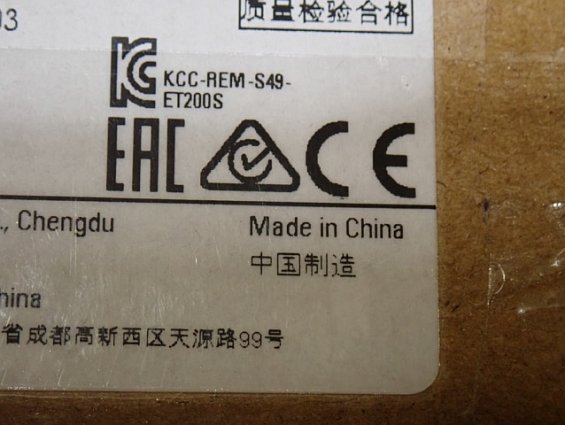 03
质量检验合格
KCC-REM-S49-
ET200S
EAC CE
., Chengdu
Made in China
中国制造
hina
省成都高新西区天源路99号